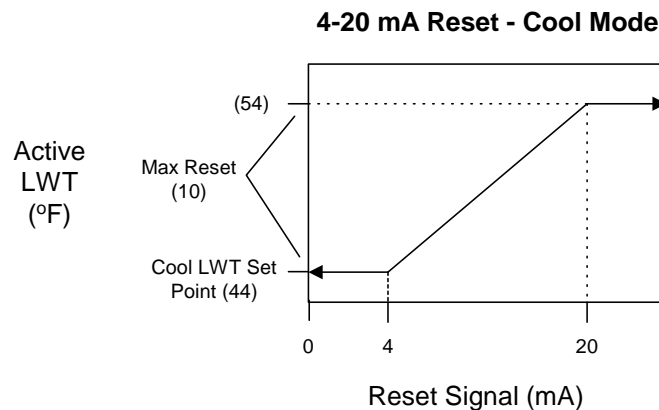 4-20 mA Reset - Cool Mode
(54)
Active
LWT
(ºF)
Max Reset
(10)
Cool LWT Set
Point (44)
0
4
20
Reset Signal (mA)